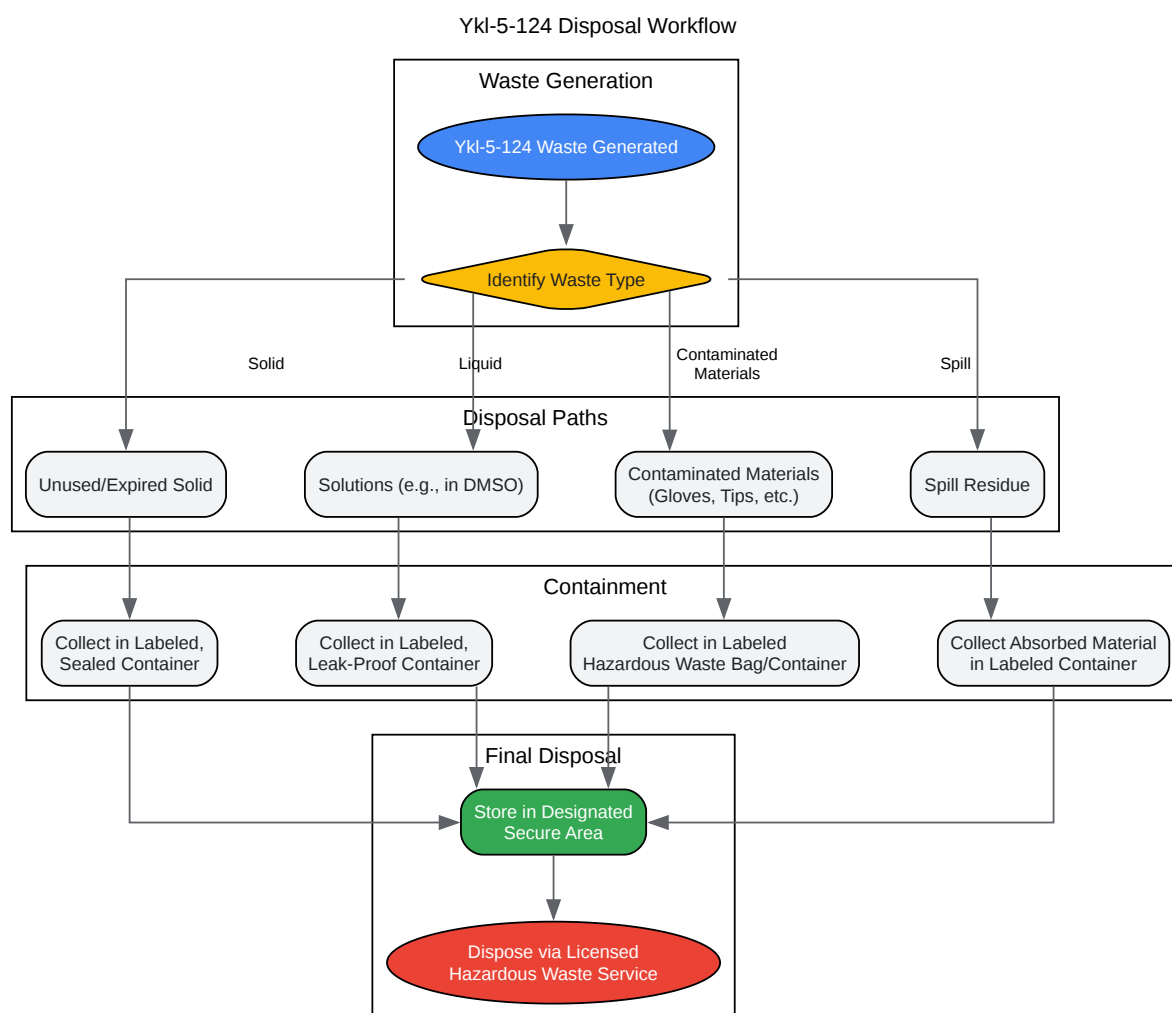 Ykl-5-124 Disposal Workflow
Waste Generation
Ykl-5-124 Waste Generated
Identify Waste Type
Solid
Liquid
Contaminated
Materials
Spill
Disposal Paths
Unused/Expired Solid
Solutions (e.g., in DMSO)
Contaminated Materials
(Gloves, Tips, etc.)
Spill Residue
Containment
Collect in Labeled,
Sealed Container
Collect in Labeled,
Leak-Proof Container
Collect in Labeled
Hazardous Waste Bag/Container
Collect Absorbed Material
in Labeled Container
Final Disposal
Store in Designated
Secure Area
Dispose via Licensed
Hazardous Waste Service